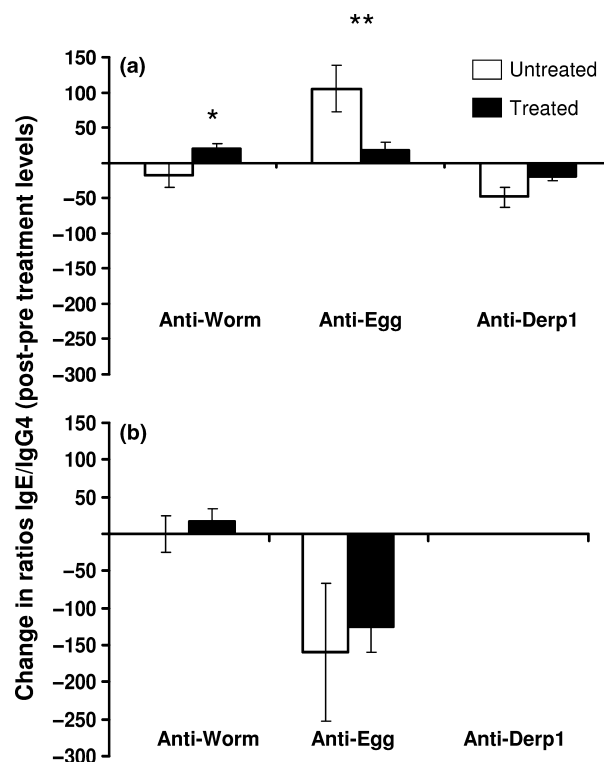 **
150
(a)
Untreated
100
Treated
50
*
−50
−100
−150
−200
Anti-Worm Anti-Egg Anti-Derp1
−250
−300
Change in ratios IgE/IgG4 (post-pre treatment levels)
150
(b)
100
50
−50
−100
−150
−200
−250
Anti-Worm Anti-Egg Anti-Derp1
−300